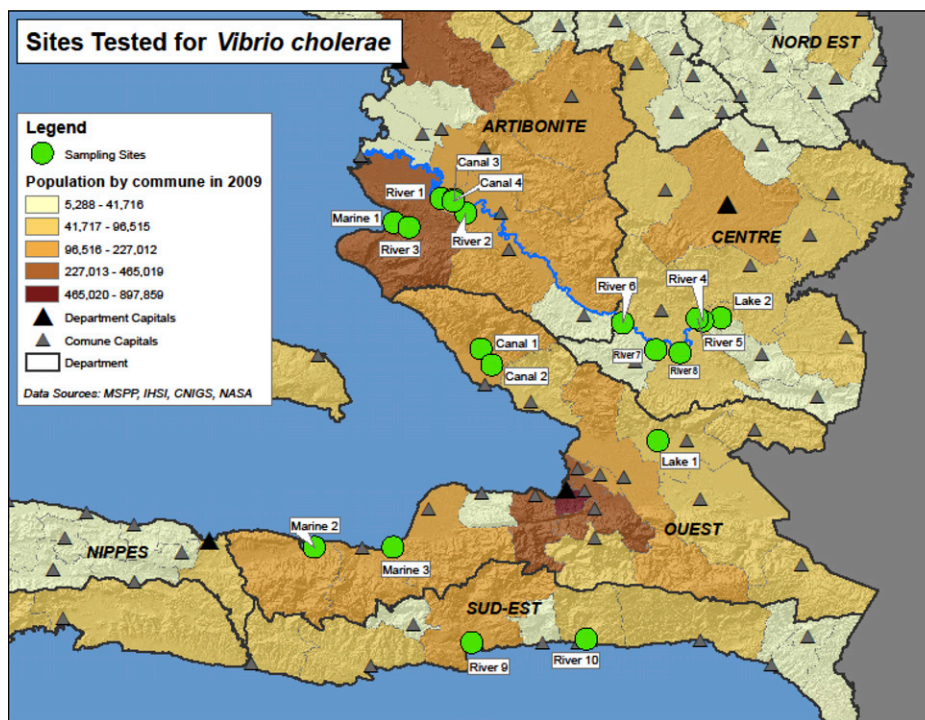 Sites Tested for Vibrio cholerae
Legend
Sampling Sites
Population by commune in 2009
5,288 - 41,716
41,717 - 96,515
96,516 - 227,012
227,013 - 465,019
465,020 - 897,859
Department Capitals
Comune Capitals
Department
Data Sources: MSPP, IHSI, CNIGS, NASA
NORD EST
ARTIBONITE
Canal 3
Canal 4
River 1
Marine 1
River 2
River 3
CENTRE
River 4
River 6
Lake 2
River 5
River 7
River 8
Canal 1
Canal 2
Lake 1
OUEST
Marine 2
NIPPES
Marine 3
SUD-EST
River 9
River 10